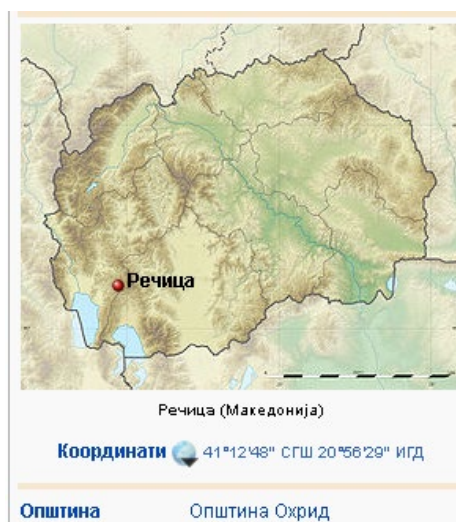 Речица
Речица (Македонија)
Координати 41°12′48″ СГШ 20°56′29″ ИГД
Општина Општина Охрид